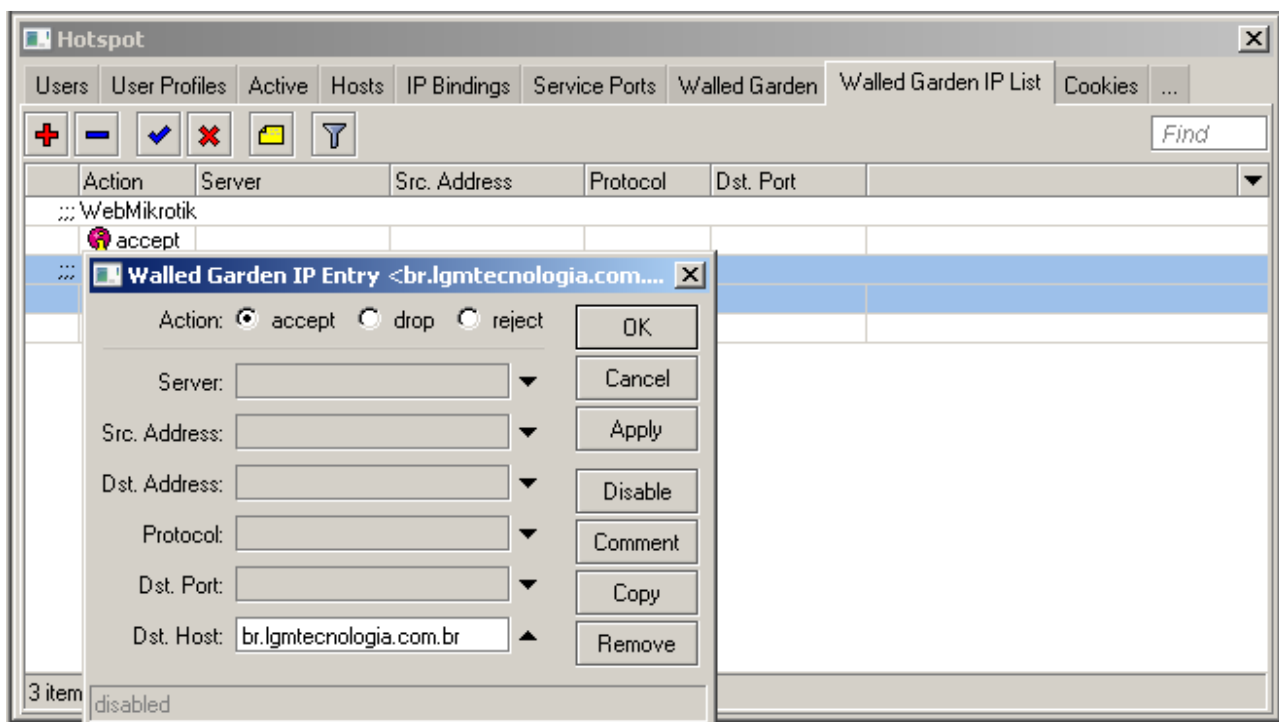 Hotspot
Users User Profiles Active Hosts IP Bindings Service Ports Walled Garden Walled Garden IP List Cookies ...
Find
Action Server Src. Address Protocol Dst. Port
;;; WebMikrotik
accept
;;;
Walled Garden IP Entry <br.lgmtecnologia.com....
Action: accept drop reject
OK
Server:
Cancel
Src. Address:
Apply
Dst. Address:
Disable
Protocol:
Comment
Dst. Port:
Copy
Dst. Host: br.lgmtecnologia.com.br
Remove
3 item
disabled